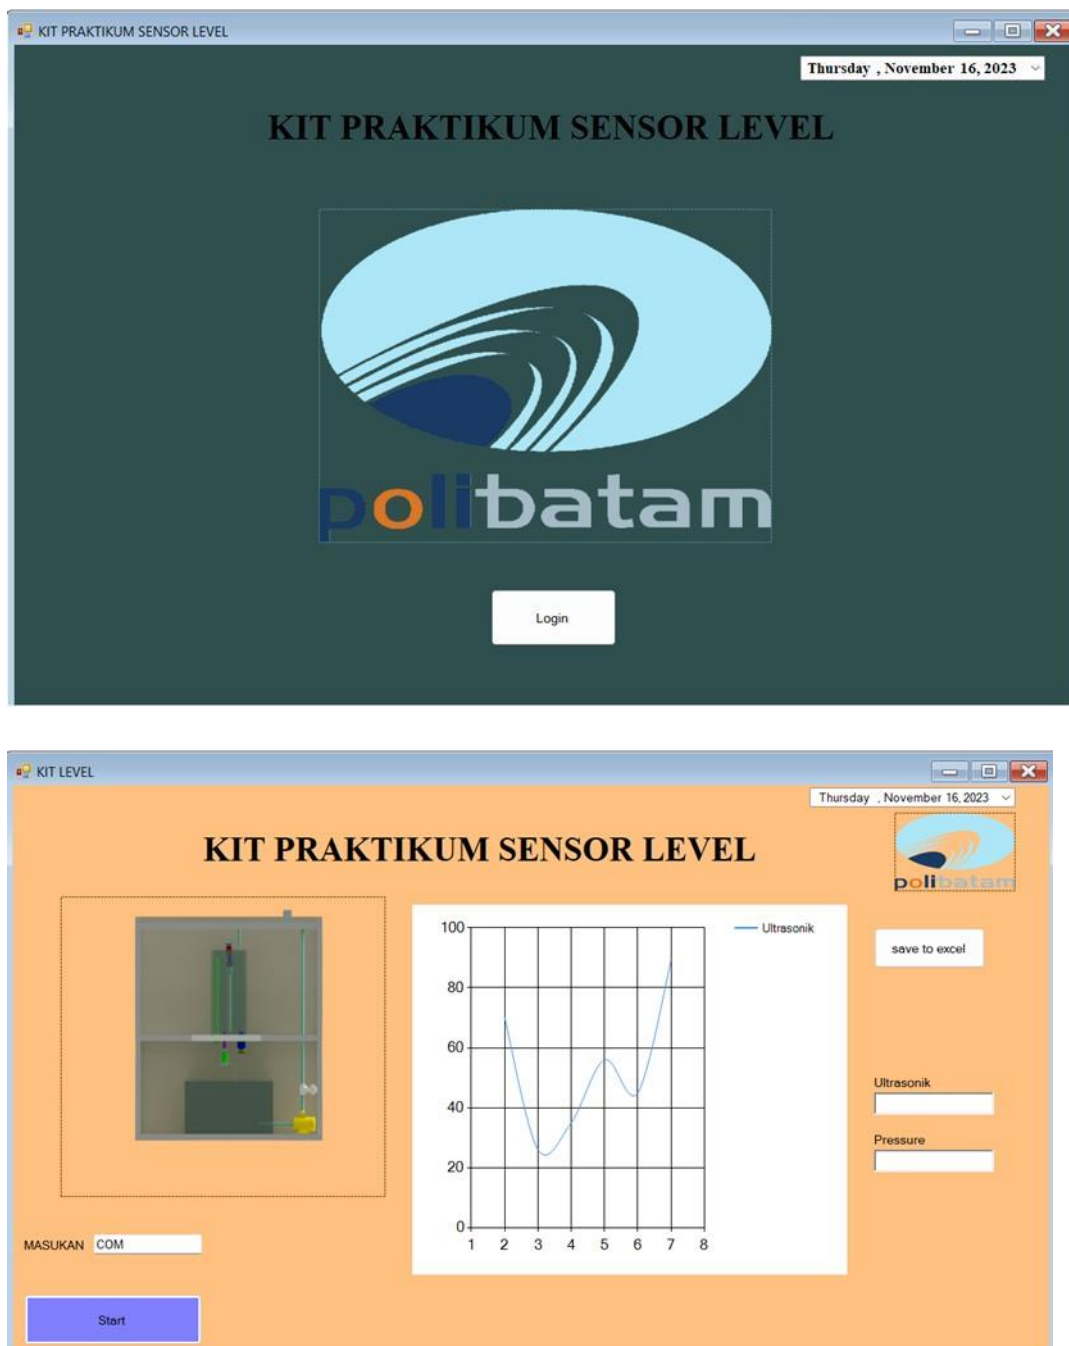 KIT PRAKTIKUM SENSOR LEVEL
Thursday , November 16, 2023
KIT PRAKTIKUM SENSOR LEVEL
polibatam
Login
KIT LEVEL
Thursday , November 16, 2023
KIT PRAKTIKUM SENSOR LEVEL
polibatam
100
80
60
40
20
0
1 2 3 4 5 6 7 8
Ultrasonik
save to excel
Ultrasonik
Pressure
MASUKAN COM
Start